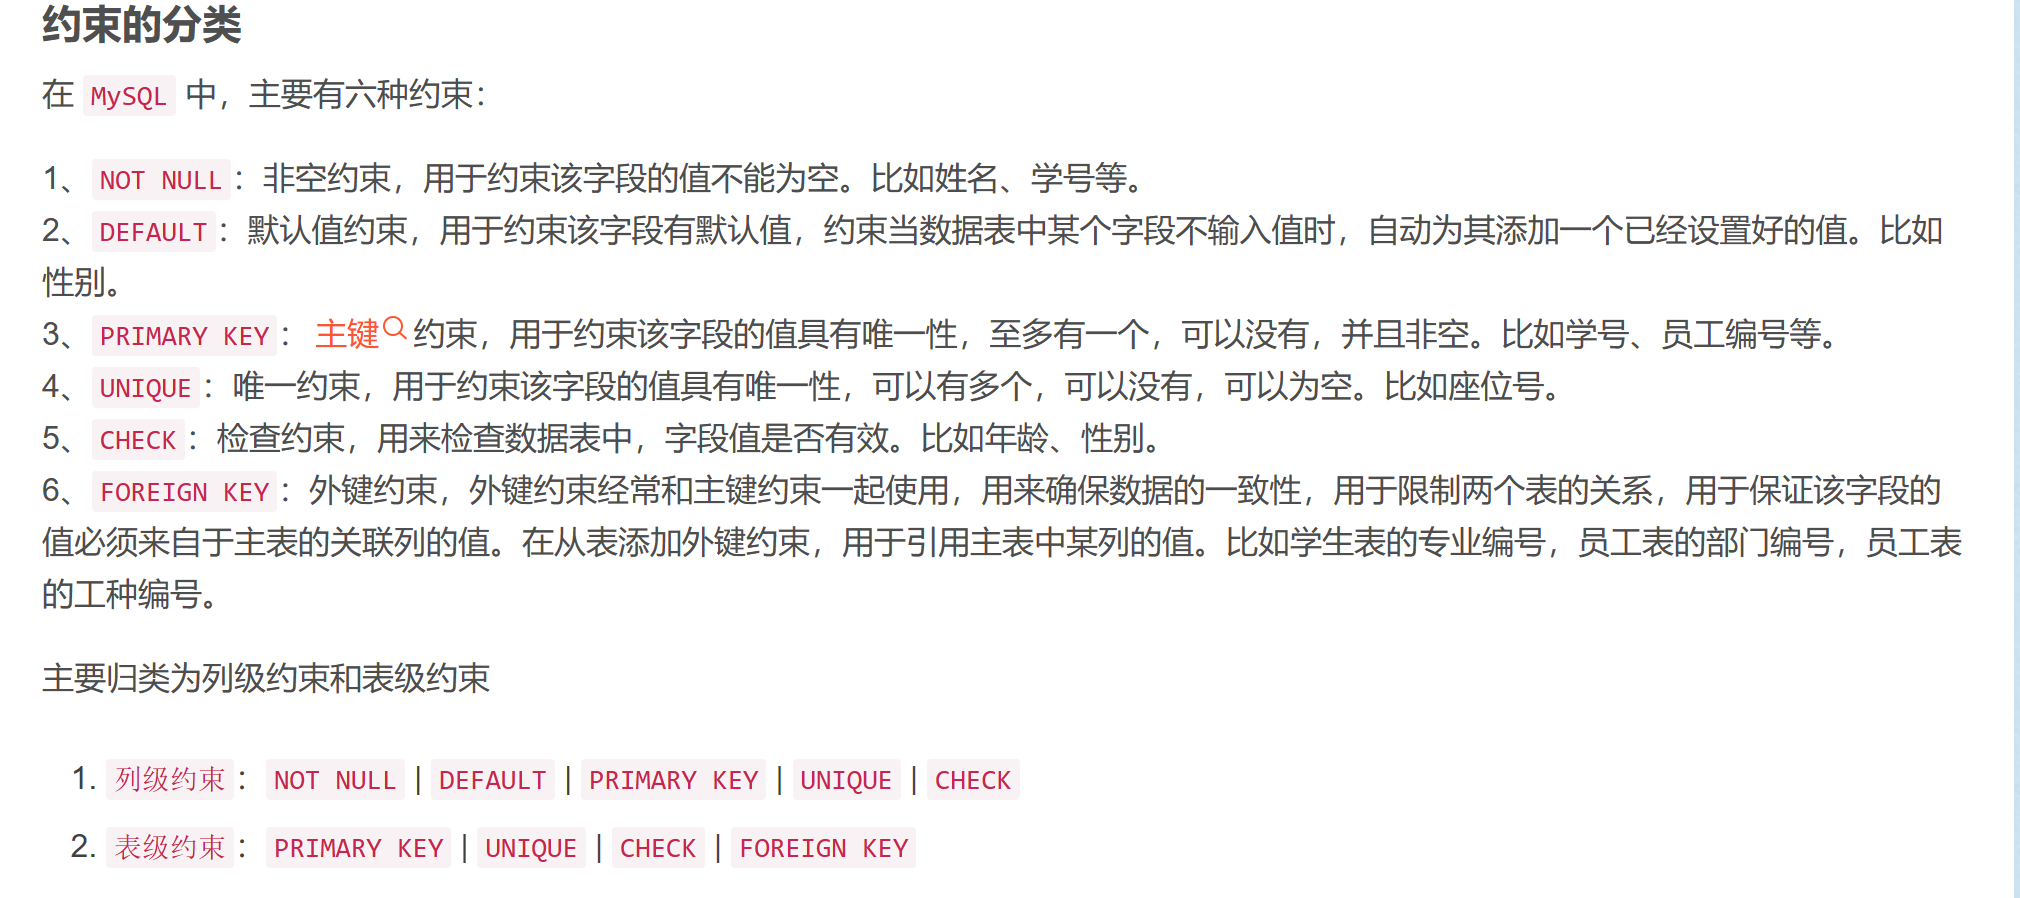 约束的分类
在 MySQL 中，主要有六种约束：
1、 NOT NULL ：非空约束，用于约束该字段的值不能为空。比如姓名、学号等。
2、 DEFAULT ：默认值约束，用于约束该字段有默认值，约束当数据表中某个字段不输入值时，自动为其添加一个已经设置好的值。比如
性别。
3、 PRIMARY KEY ： 主键约束，用于约束该字段的值具有唯一性，至多有一个，可以没有，并且非空。比如学号、员工编号等。
4、 UNIQUE ：唯一约束，用于约束该字段的值具有唯一性，可以有多个，可以没有，可以为空。比如座位号。
5、 CHECK ：检查约束，用来检查数据表中，字段值是否有效。比如年龄、性别。
6、 FOREIGN KEY ：外键约束，外键约束经常和主键约束一起使用，用来确保数据的一致性，用于限制两个表的关系，用于保证该字段的
值必须来自于主表的关联列的值。在从表添加外键约束，用于引用主表中某列的值。比如学生表的专业编号，员工表的部门编号，员工表
的工种编号。
主要归类为列级约束和表级约束
1. 列级约束 ： NOT NULL | DEFAULT | PRIMARY KEY | UNIQUE | CHECK
2. 表级约束 ： PRIMARY KEY | UNIQUE | CHECK | FOREIGN KEY